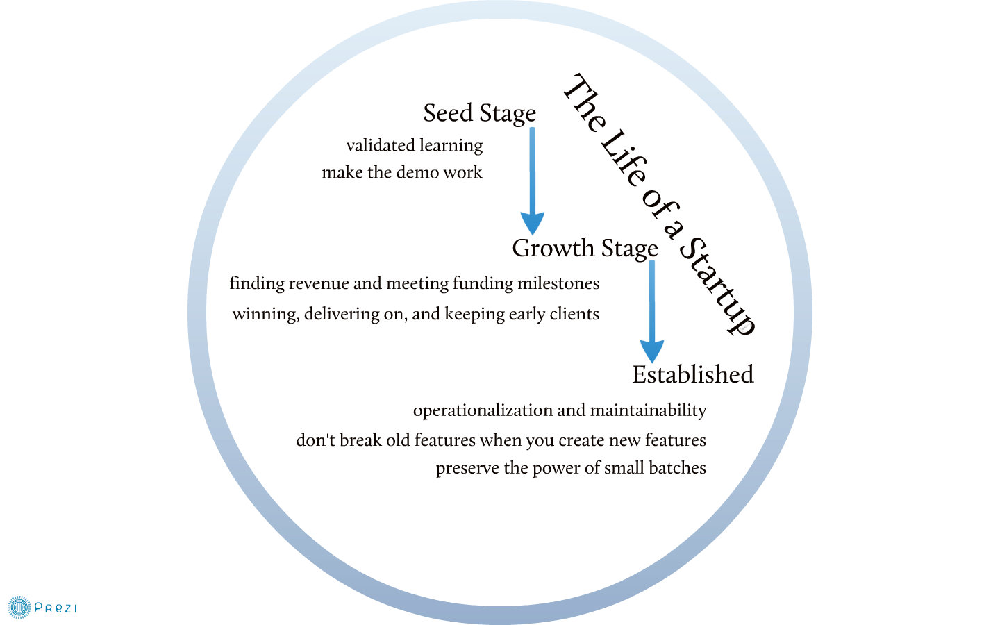 The Life of a Startup
Seed Stage
validated learning
make the demo work
Growth Stage
finding revenue and meeting funding milestones
winning, delivering on, and keeping early clients
Established
operationalization and maintainability
don't break old features when you create new features
preserve the power of small batches
Prezi